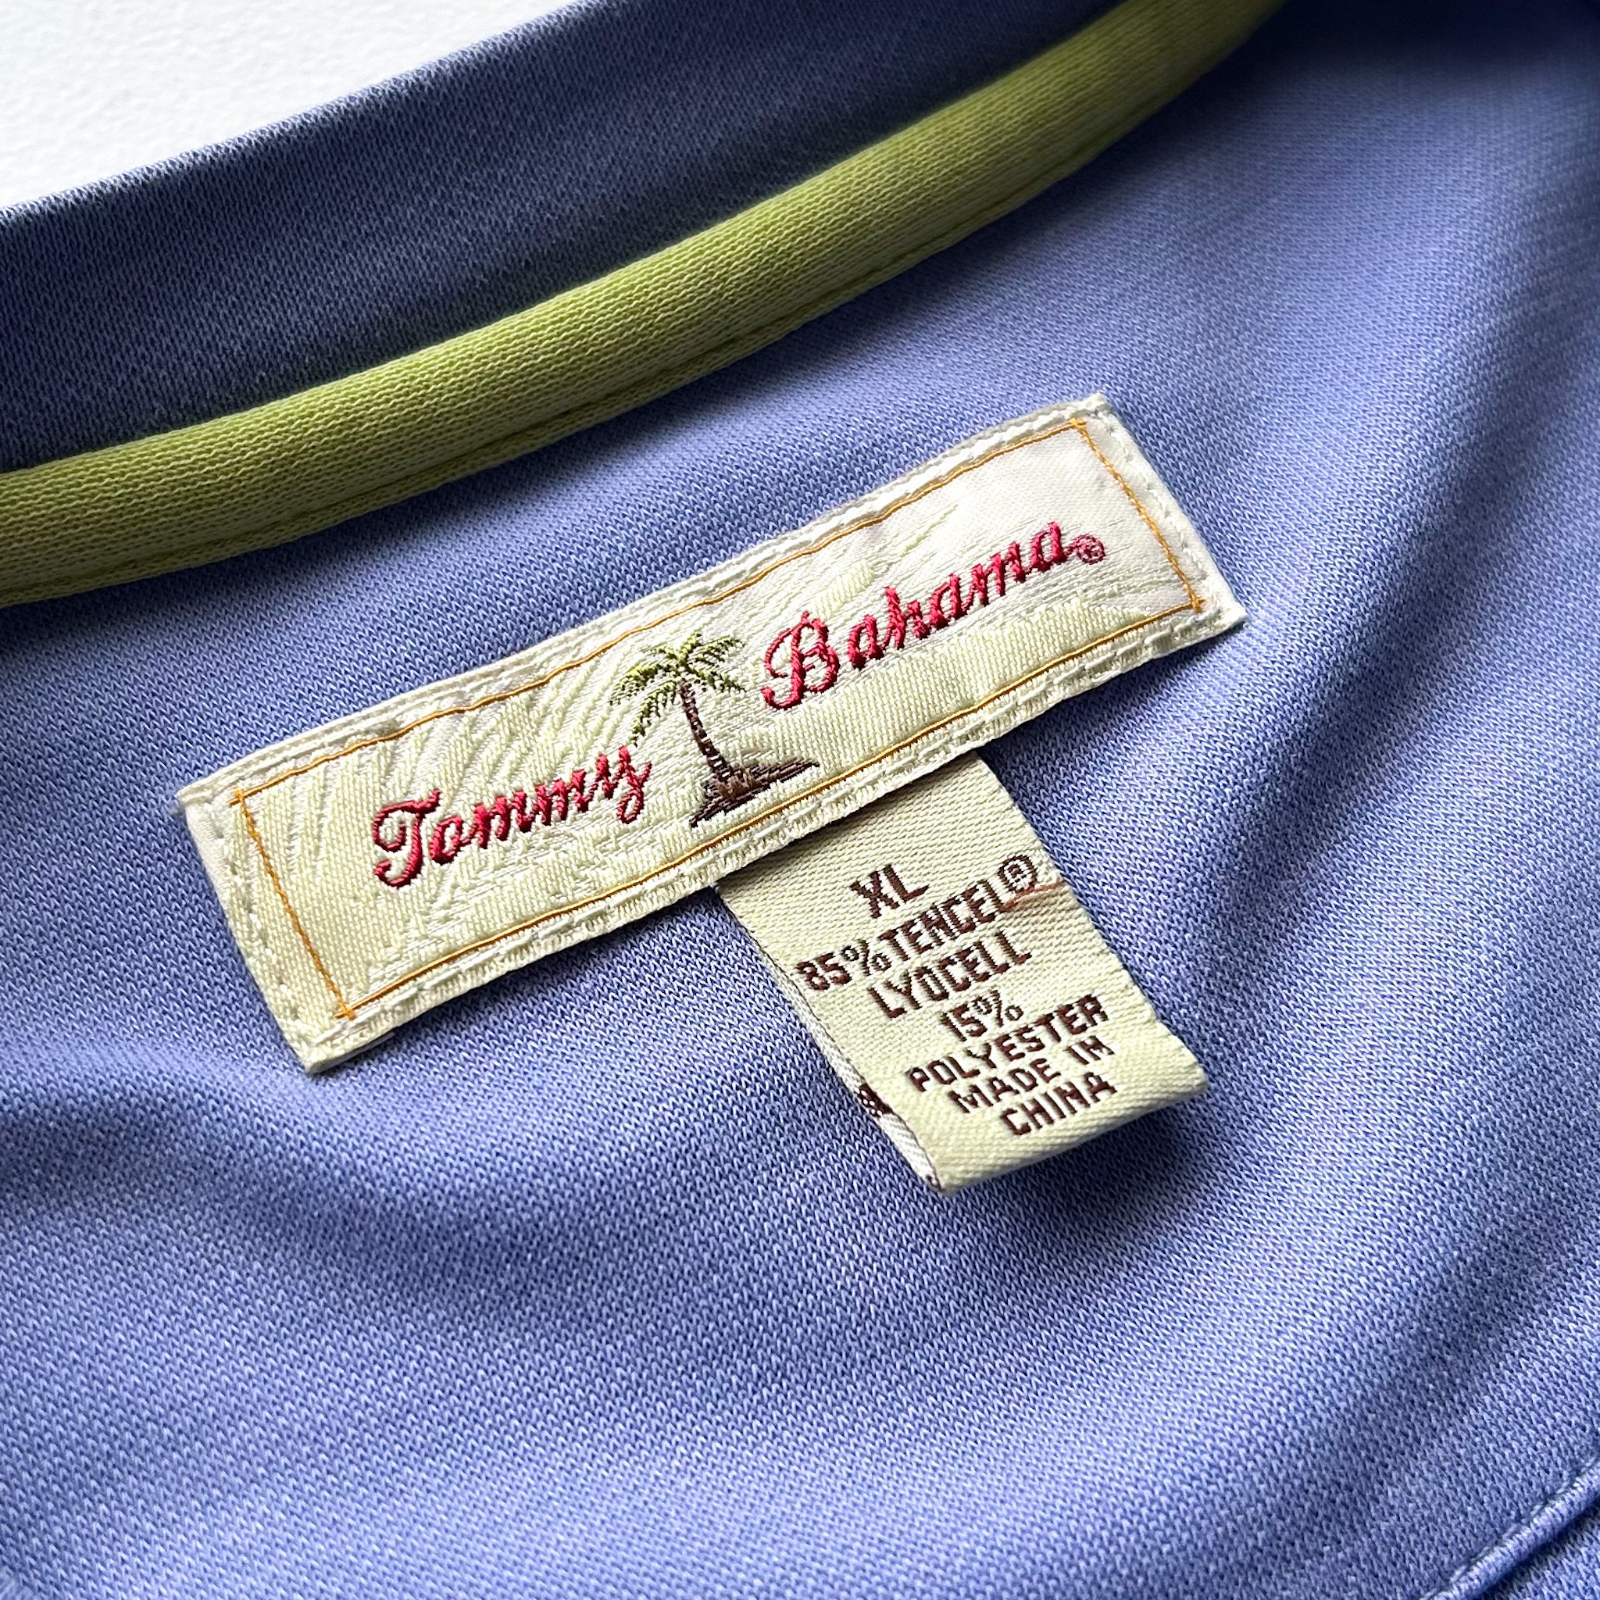 Tommy Bahama®
XL
85% TENCEL®
LYOCELL
15%
POLYESTER
MADE IN
CHINA